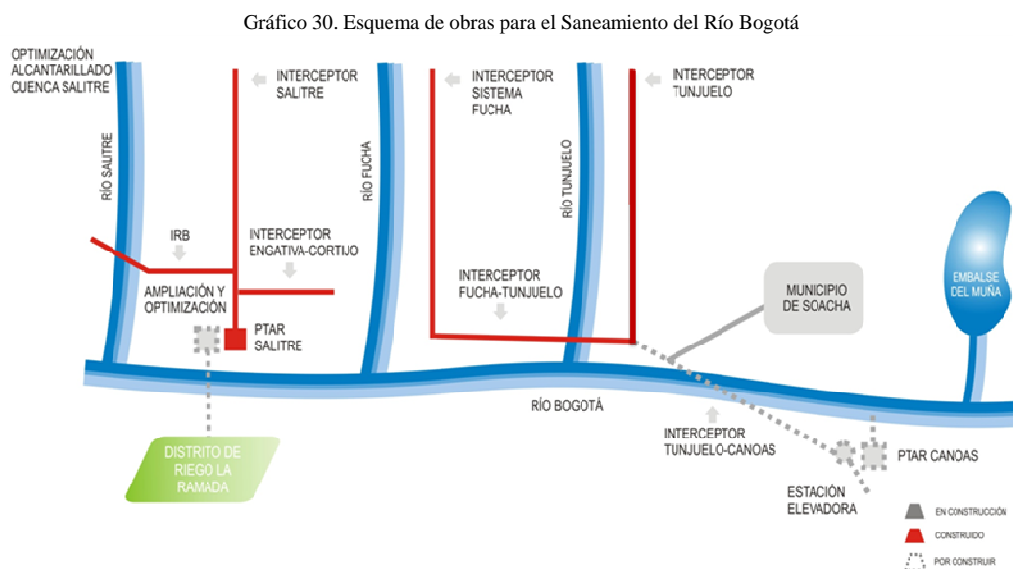 Gráfico 30. Esquema de obras para el Saneamiento del Río Bogotá
OPTIMIZACIÓN
ALCANTARILLADO
CUENCA SALITRE
RÍO SALITRE
INTERCEPTOR
SALITRE
RÍO FUCHA
INTERCEPTOR
SISTEMA
FUCHA
RÍO TUNJUELO
INTERCEPTOR
TUNJUELO
IRB
INTERCEPTOR
ENGATIVA-CORTIJO
AMPLIACIÓN Y
OPTIMIZACIÓN
PTAR
SALITRE
INTERCEPTOR
FUCHA-TUNJUELO
MUNICIPIO
DE SOACHA
EMBALSE
DEL MUÑA
RÍO BOGOTÁ
INTERCEPTOR
TUNJUELO-CANOAS
DISTRITO DE
RIEGO LA
RAMADA
PTAR CANOAS
ESTACIÓN
ELEVADORA
EN CONSTRUCCIÓN
CONSTRUIDO
POR CONSTRUIR